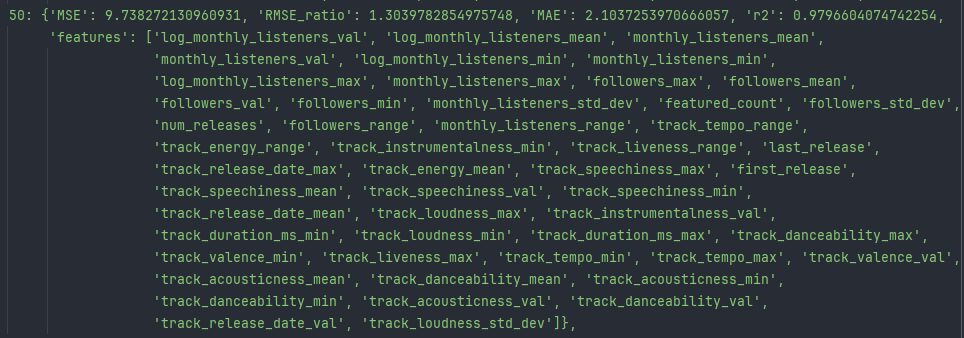 50: {'MSE': 9.738272130960931, 'RMSE_ratio': 1.3039782854975748, 'MAE': 2.1037253970666057, 'r2': 0.9796604074742254,
'features': ['log_monthly_listeners_val', 'log_monthly_listeners_mean', 'monthly_listeners_mean',
'monthly_listeners_val', 'log_monthly_listeners_min', 'monthly_listeners_min',
'log_monthly_listeners_max', 'monthly_listeners_max', 'followers_max', 'followers_mean',
'followers_val', 'followers_min', 'monthly_listeners_std_dev', 'featured_count', 'followers_std_dev',
'num_releases', 'followers_range', 'monthly_listeners_range', 'track_tempo_range',
'track_energy_range', 'track_instrumentalness_min', 'track_liveness_range', 'last_release',
'track_release_date_max', 'track_energy_mean', 'track_speechiness_max', 'first_release',
'track_speechiness_mean', 'track_speechiness_val', 'track_speechiness_min',
'track_release_date_mean', 'track_loudness_max', 'track_instrumentalness_val',
'track_duration_ms_min', 'track_loudness_min', 'track_duration_ms_max', 'track_danceability_max',
'track_valence_min', 'track_liveness_max', 'track_tempo_min', 'track_tempo_max', 'track_valence_val',
'track_acousticness_mean', 'track_danceability_mean', 'track_acousticness_min',
'track_danceability_min', 'track_acousticness_val', 'track_danceability_val',
'track_release_date_val', 'track_loudness_std_dev']},